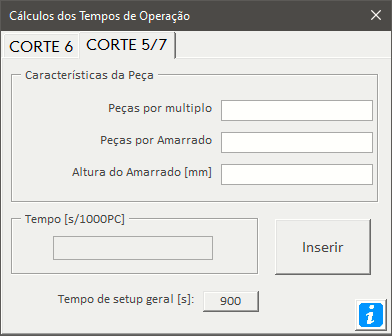 Cálculos dos Tempos de Operação
CORTE 6 CORTE 5/7
Características da Peça
Peças por multiplo
Peças por Amarrado
Altura do Amarrado [mm]
Tempo [s/1000PC]
Inserir
Tempo de setup geral [s]: 900
i